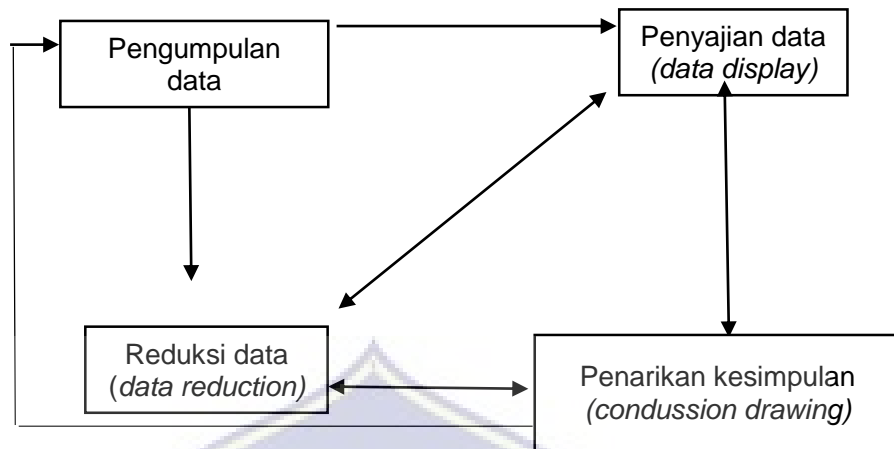 Pengumpulan
data
Penyajian data
(data display)
Reduksi data
(data reduction)
Penarikan kesimpulan
(condussion drawing)